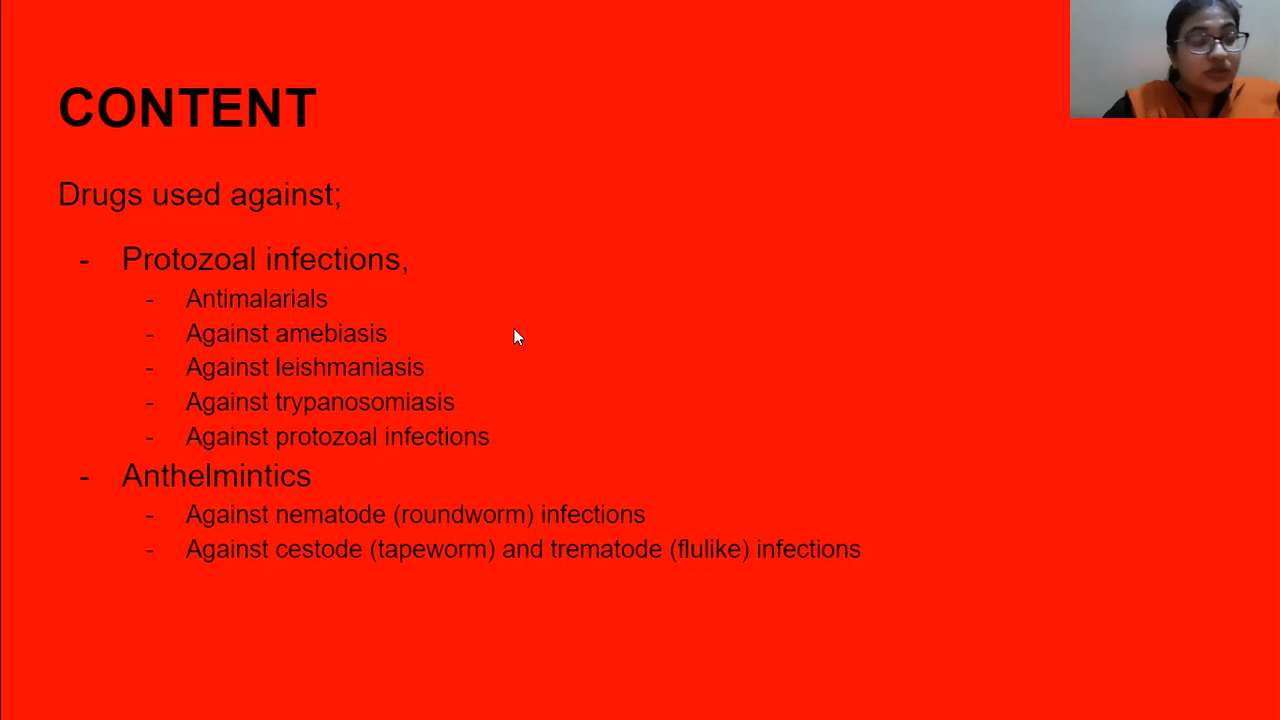 CONTENT
Drugs used against;
- Protozoal infections,
- Antimalarials
- Against amebiasis
- Against leishmaniasis
- Against trypanosomiasis
- Against protozoal infections
- Anthelmintics
- Against nematode (roundworm) infections
- Against cestode (tapeworm) and trematode (flulike) infections